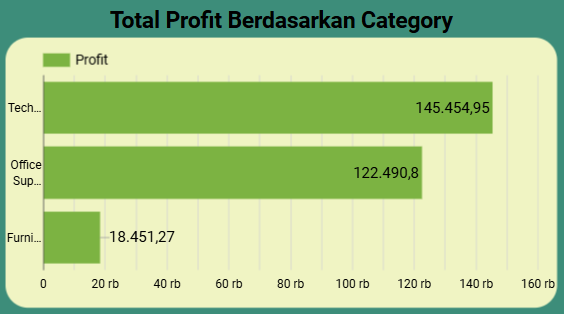 Total Profit Berdasarkan Category
Profit
Tech...
145.454,95
Office
Sup...
122.490,8
Furni...
18.451,27
0 20 rb 40 rb 60 rb 80 rb 100 rb 120 rb 140 rb 160 rb